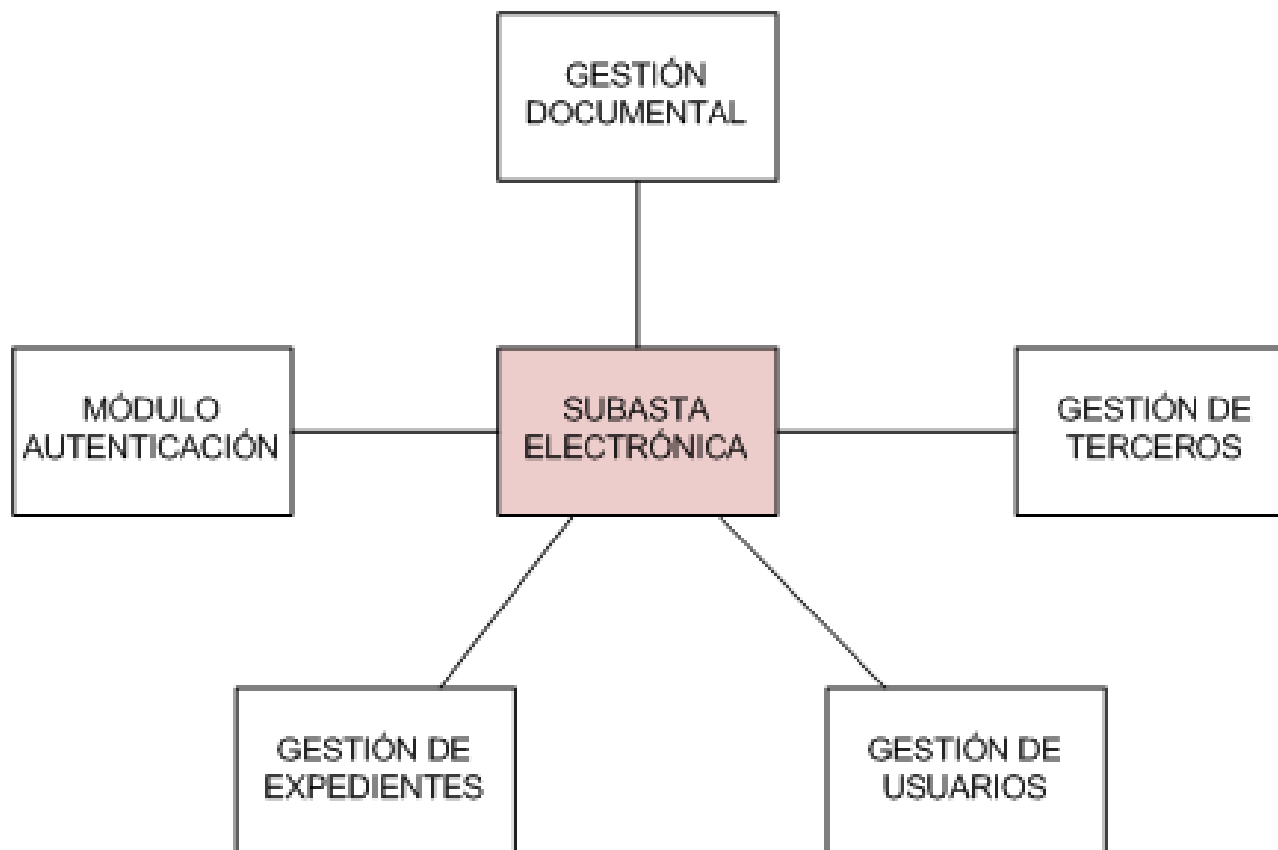 GESTIÓN
DOCUMENTAL
MÓDULO
AUTENTICACIÓN
SUBASTA
ELECTRÓNICA
GESTIÓN DE
TERCEROS
GESTIÓN DE
EXPEDIENTES
GESTIÓN DE
USUARIOS